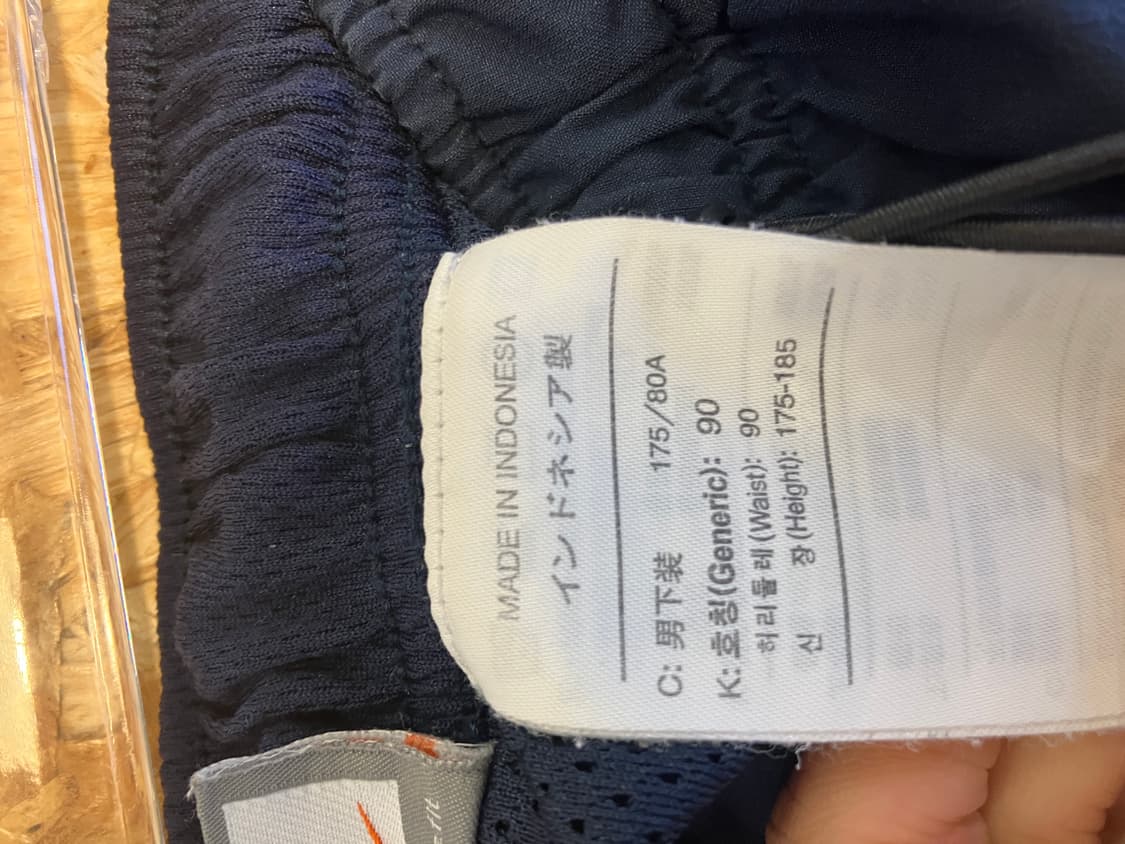 MADE IN INDONESIA
インドネシア製
C: 男下装 175/80A
K: 호칭(Generic): 90
허리둘레(Waist): 90
신 장(Height): 175-185
-FIT